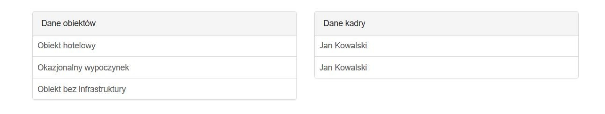 Dane obiektów
Obiekt hotelowy
Okazjonalny wypoczynek
Obiekt bez infrastruktury
Dane kadry
Jan Kowalski
Jan Kowalski